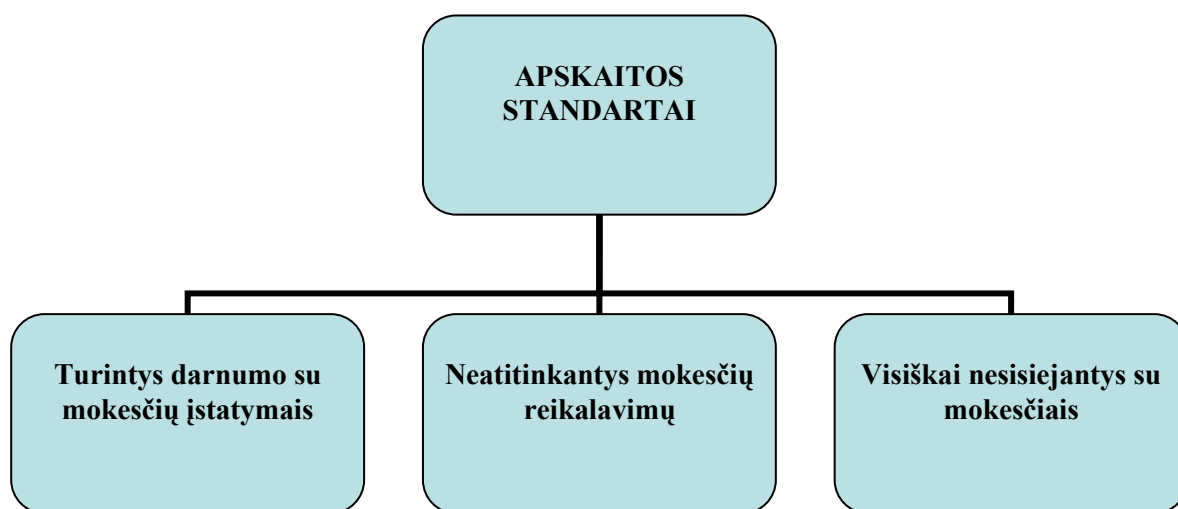 APSKAITOS
STANDARTAI
Turintys darnumo su
mokesčių įstatymais
Neatitinkantys mokesčių
reikalavimų
Visiškai nesisiejantys su
mokesčiais